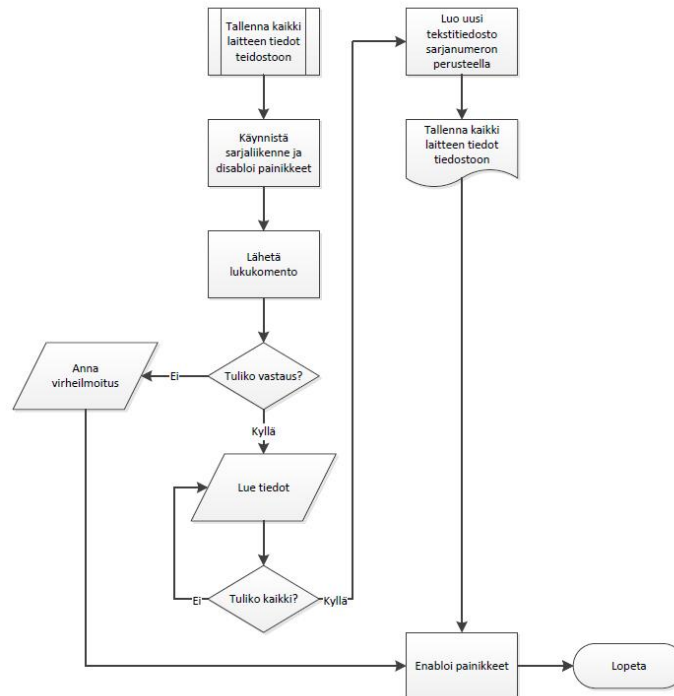 Tallenna kaikki
laitteen tiedot
teidostoon
Käynnistä
sarjaliikenne ja
disabloi painikkeet
Lähetä
lukukomento
Tuliko vastaus?
Ei
Anna
virheilmoitus
Kyllä
Lue tiedot
Tuliko kaikki?
Ei
Kyllä
Luo uusi
tekstitiedosto
sarjanumeron
perusteella
Tallenna kaikki
laitteen tiedot
tiedostoon
Enabloi painikkeet
Lopeta